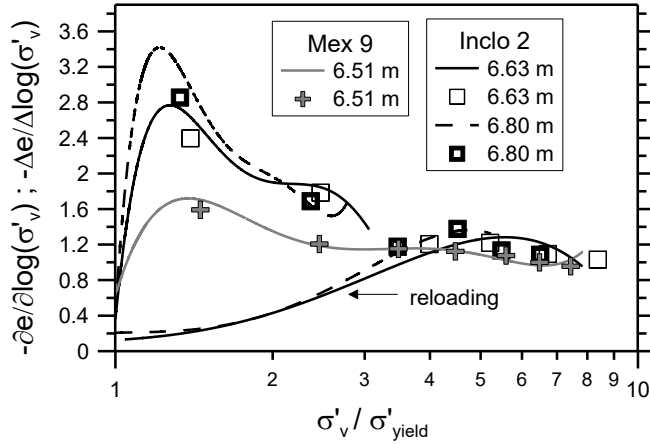 -∂e/∂log(σ'v) ; -Δe/Δlog(σ'v)
3.6
3.2
2.8
2.4
2
1.6
1.2
0.8
0.4
0
Mex 9
6.51 m
6.51 m
Inclo 2
6.63 m
6.63 m
6.80 m
6.80 m
reloading
1 2 3 4 5 6 7 8 9 10
σ'v / σ'yield